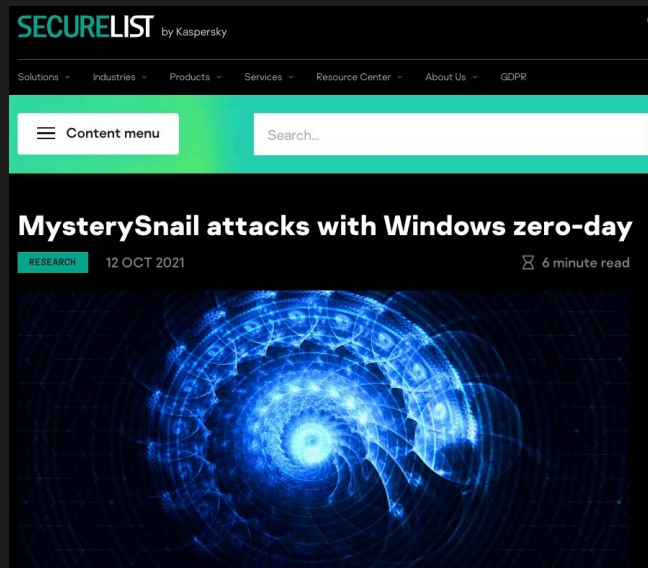 SECURELIST by Kaspersky
Solutions Industries Products Services Resource Center About Us GDPR
Content menu
Search...
MysterySnail attacks with Windows zero-day
RESEARCH 12 OCT 2021 6 minute read